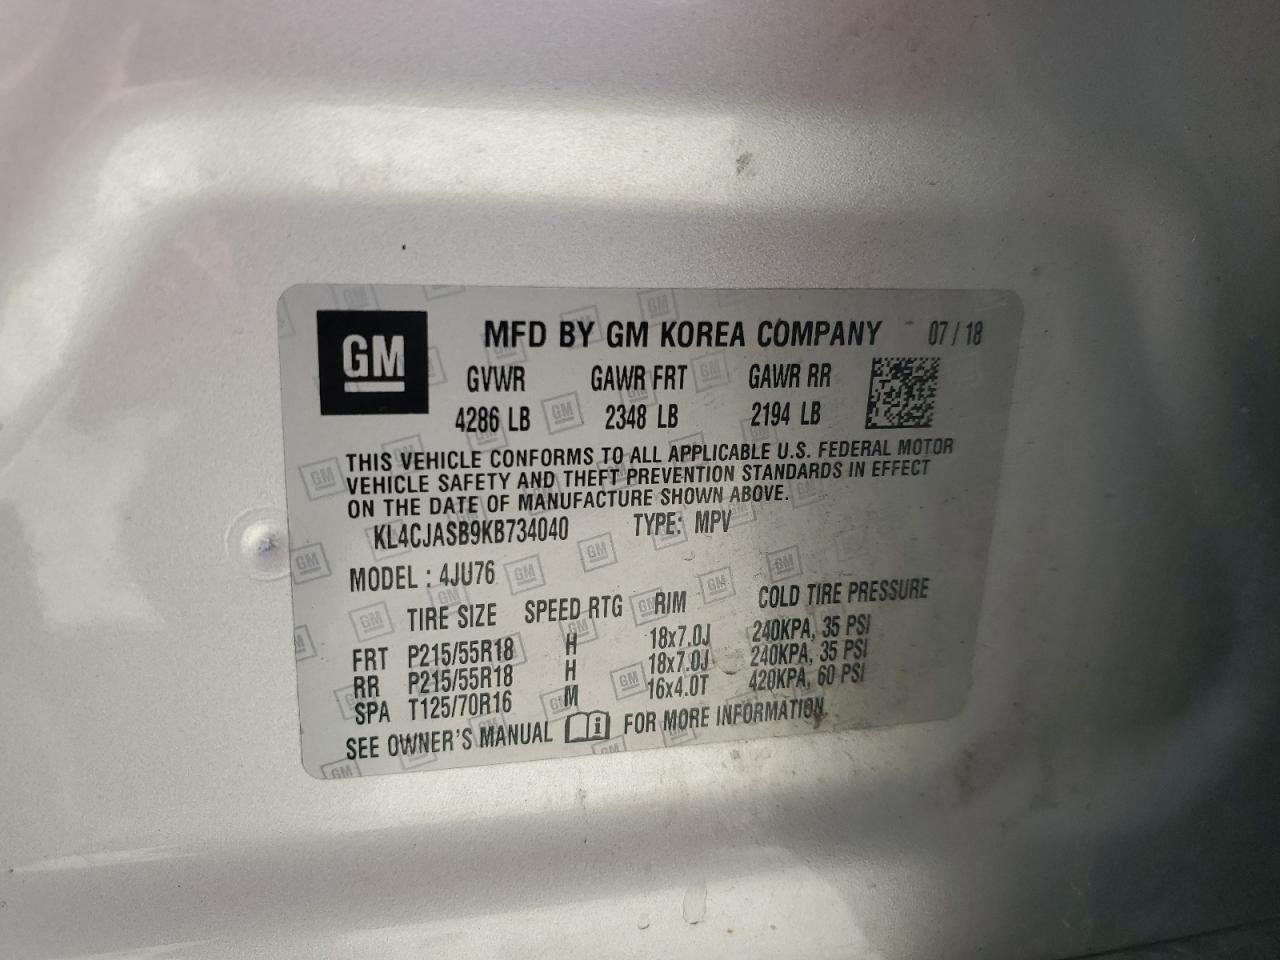 GM
MFD BY GM KOREA COMPANY 07/18
GVWR GAWR FRT GAWR RR
4286 LB 2348 LB 2194 LB
THIS VEHICLE CONFORMS TO ALL APPLICABLE U.S. FEDERAL MOTOR
VEHICLE SAFETY AND THEFT PREVENTION STANDARDS IN EFFECT
ON THE DATE OF MANUFACTURE SHOWN ABOVE.
KL4CJASB9KB734040 TYPE: MPV
MODEL : 4JU76
TIRE SIZE SPEED RTG RIM COLD TIRE PRESSURE
FRT P215/55R18 H 18x7.0J 240KPA, 35 PSI
RR P215/55R18 H 18x7.0J 240KPA, 35 PSI
SPA T125/70R16 M 16x4.0T 420KPA, 60 PSI
SEE OWNER'S MANUAL i FOR MORE INFORMATION